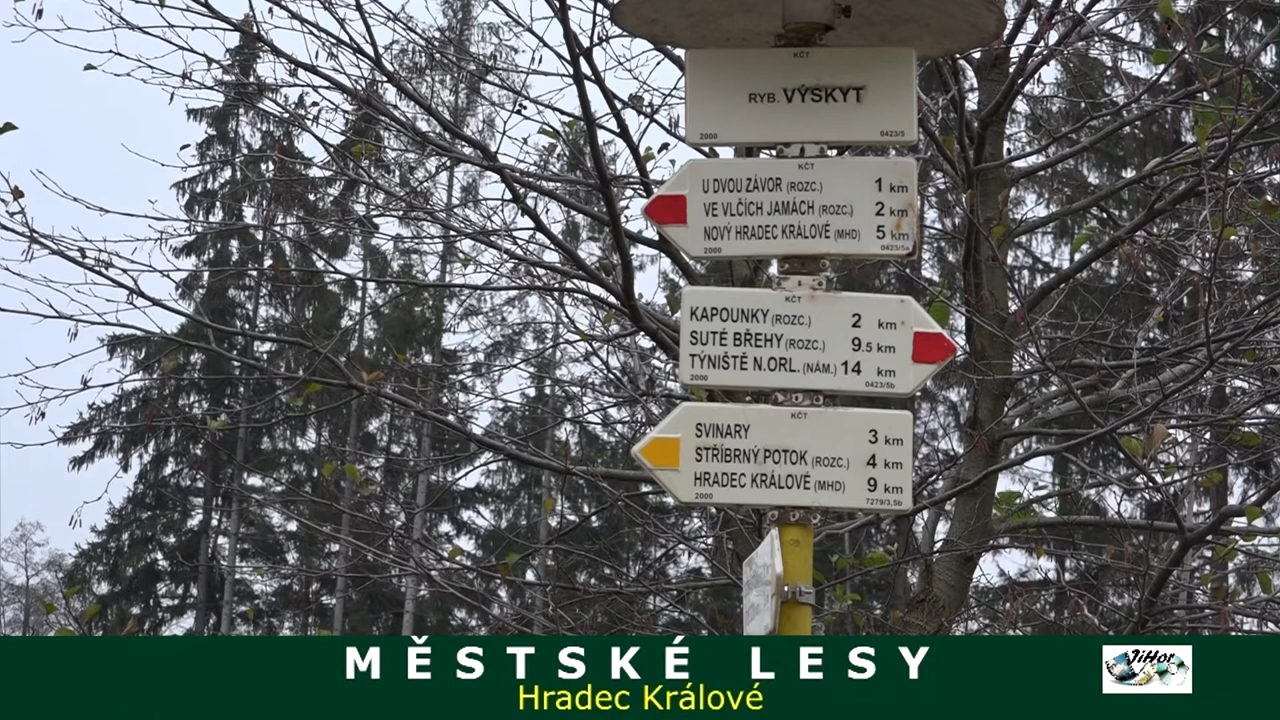 KČT
RYB. VÝSKYT
2000 0423/5
KČT
U DVOU ZÁVOR (ROZC.) 1 km
VE VLČÍCH JAMÁCH (ROZC.) 2 km
NOVÝ HRADEC KRÁLOVÉ (MHD) 5 km
2000 0423/5a
KČT
KAPOUNKY (ROZC.) 2 km
SUTÉ BŘEHY (ROZC.) 9.5 km
TÝNIŠTĚ N.ORL. (NÁM.) 14 km
2000 0423/5b
KČT
SVINARY 3 km
STŘÍBRNÝ POTOK (ROZC.) 4 km
HRADEC KRÁLOVÉ (MHD) 9 km
2000 7279/3,5b
MĚSTSKÉ LESY
Hradec Králové
JiHor